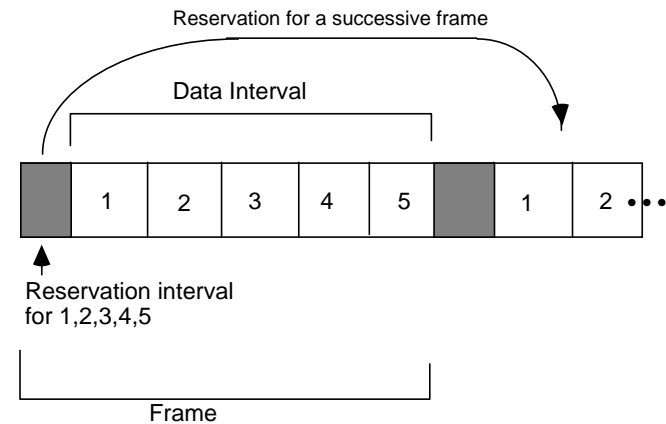 Reservation for a successive frame
Data Interval
1 2 3 4 5 1 2 •••
Reservation interval
for 1,2,3,4,5
Frame